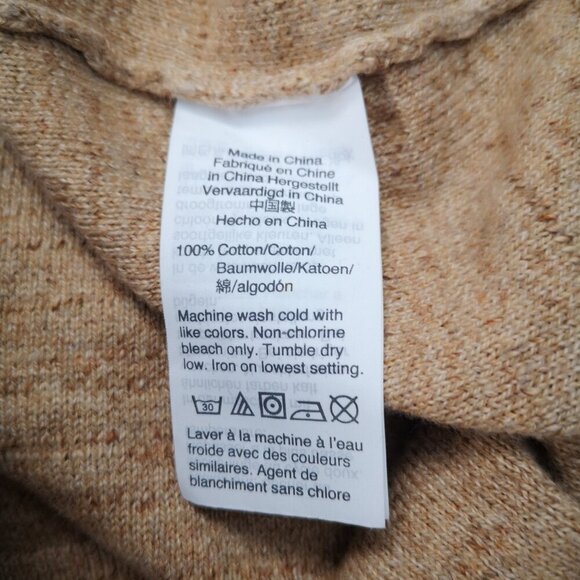 Made in China
Fabriqué en Chine
in China Hergestellt
Vervaardigd in China
中国製
Hecho en China
100% Cotton/Coton/
Baumwolle/Katoen/
綿/algodón
Machine wash cold with
like colors. Non-chlorine
bleach only. Tumble dry
low. Iron on lowest setting.
30
Laver à la machine à l'eau
froide avec des couleurs
similaires. Agent de
blanchiment sans chlore